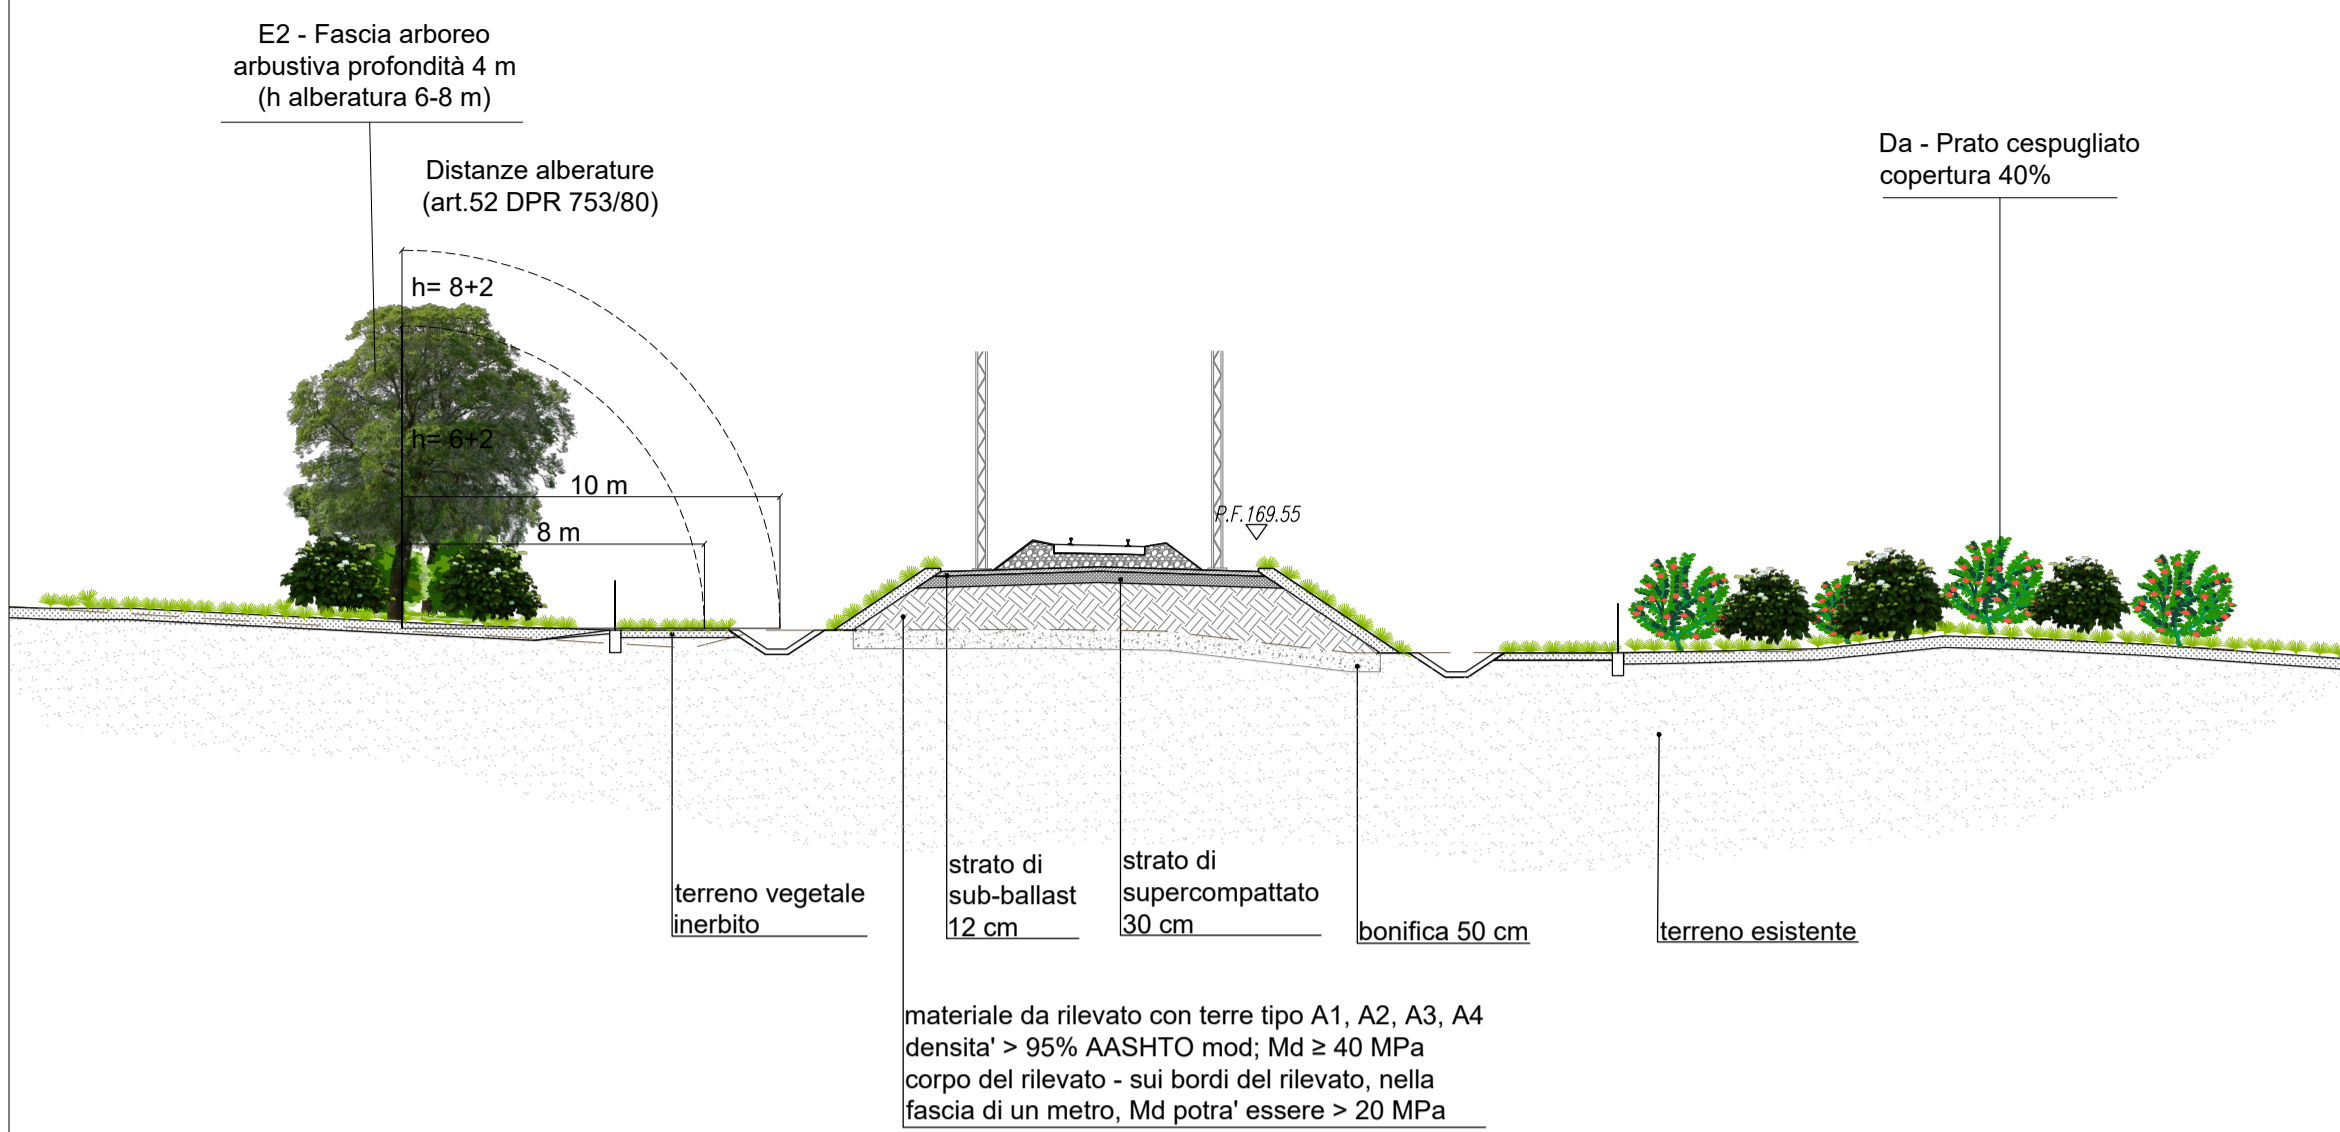 E2 - Fascia arboreo
arbustiva profondità 4 m
(h alberatura 6-8 m)
Distanze alberature
(art.52 DPR 753/80)
Da - Prato cespugliato
copertura 40%
h= 8+2
h= 6+2
10 m
8 m
P.F.169.55
terreno vegetale
inerbito
strato di
sub-ballast
12 cm
strato di
supercompattato
30 cm
bonifica 50 cm
terreno esistente
materiale da rilevato con terre tipo A1, A2, A3, A4
densita' > 95% AASHTO mod; Md ≥ 40 MPa
corpo del rilevato - sui bordi del rilevato, nella
fascia di un metro, Md potra' essere > 20 MPa